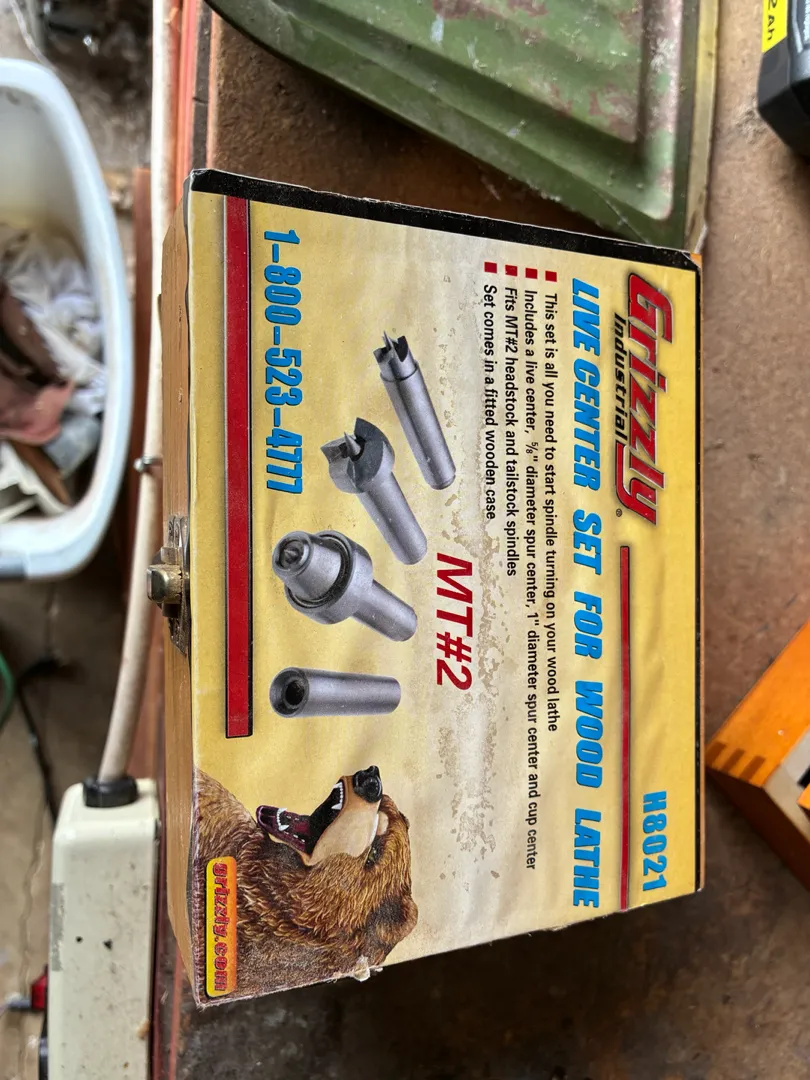 Grizzly®
Industrial
H8021
LIVE CENTER SET FOR WOOD LATHE
This set is all you need to start spindle turning on your wood lathe
Includes a live center, ⅝" diameter spur center, 1" diameter spur center and cup center
Fits MT#2 headstock and tailstock spindles
Set comes in a fitted wooden case
MT#2
1-800-523-4777
grizzly.com
2Ah